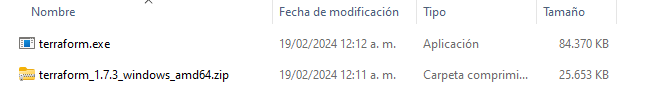 Nombre Fecha de modificación Tipo Tamaño
terraform.exe 19/02/2024 12:12 a. m. Aplicación 84.370 KB
terraform_1.7.3_windows_amd64.zip 19/02/2024 12:11 a. m. Carpeta comprimi... 25.653 KB